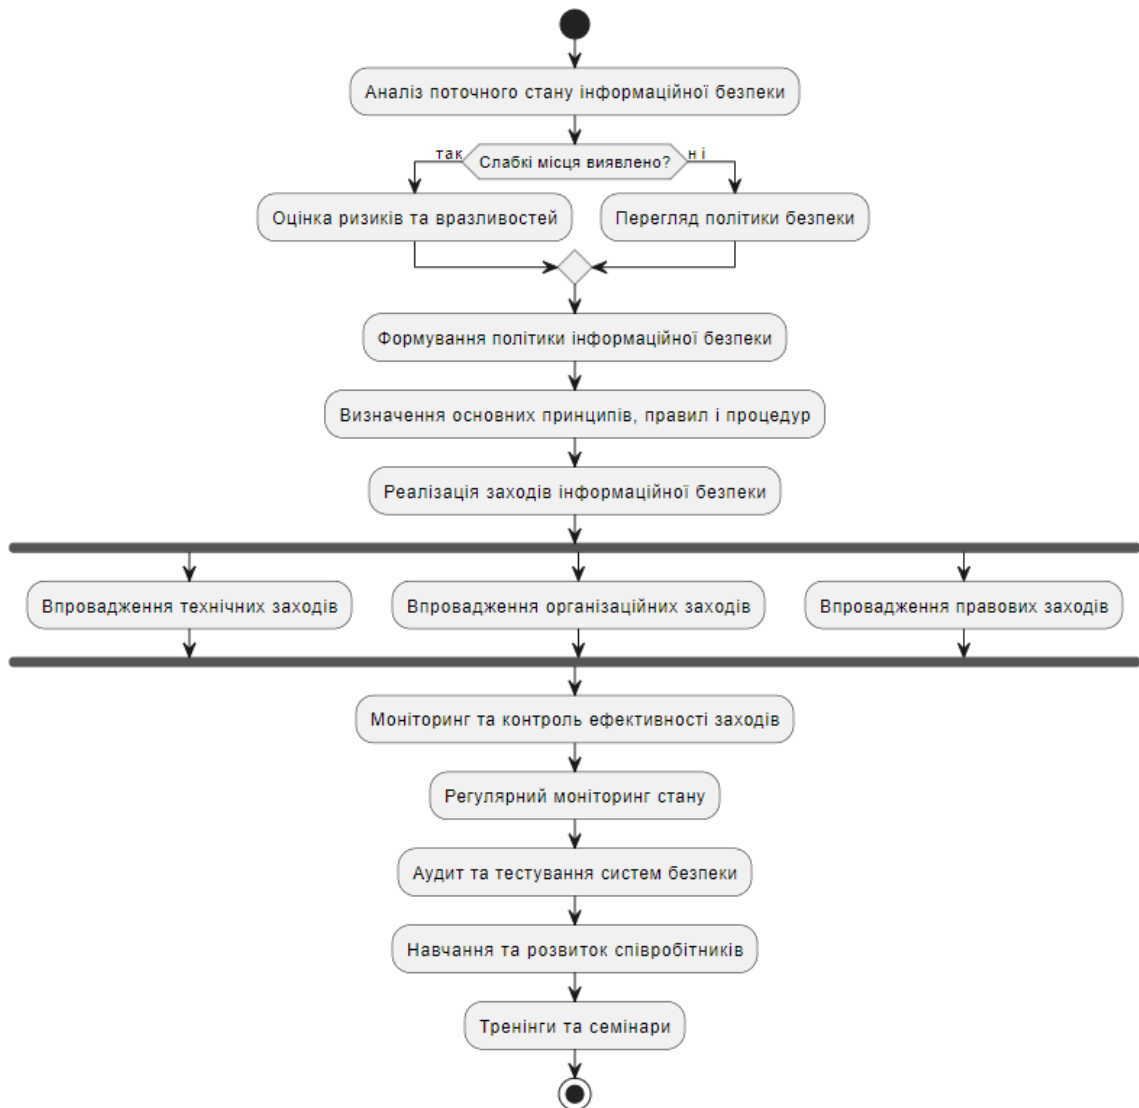 Аналіз поточного стану інформаційної безпеки
так
Слабкі місця виявлено?
ні
Оцінка ризиків та вразливостей
Перегляд політики безпеки
Формування політики інформаційної безпеки
Визначення основних принципів, правил і процедур
Реалізація заходів інформаційної безпеки
Впровадження технічних заходів
Впровадження організаційних заходів
Впровадження правових заходів
Моніторинг та контроль ефективності заходів
Регулярний моніторинг стану
Аудит та тестування систем безпеки
Навчання та розвиток співробітників
Тренінги та семінари